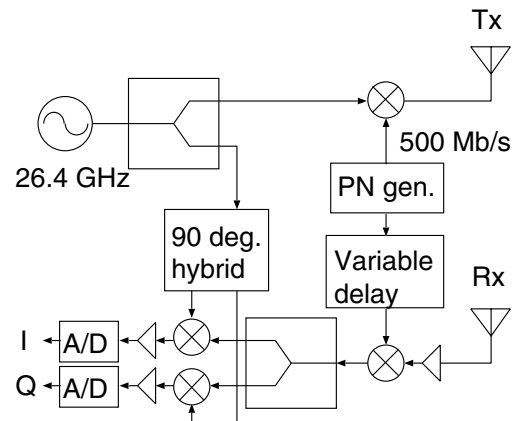 Tx
26.4 GHz
500 Mb/s
PN gen.
90 deg.
hybrid
Variable
delay
Rx
I
A/D
Q
A/D